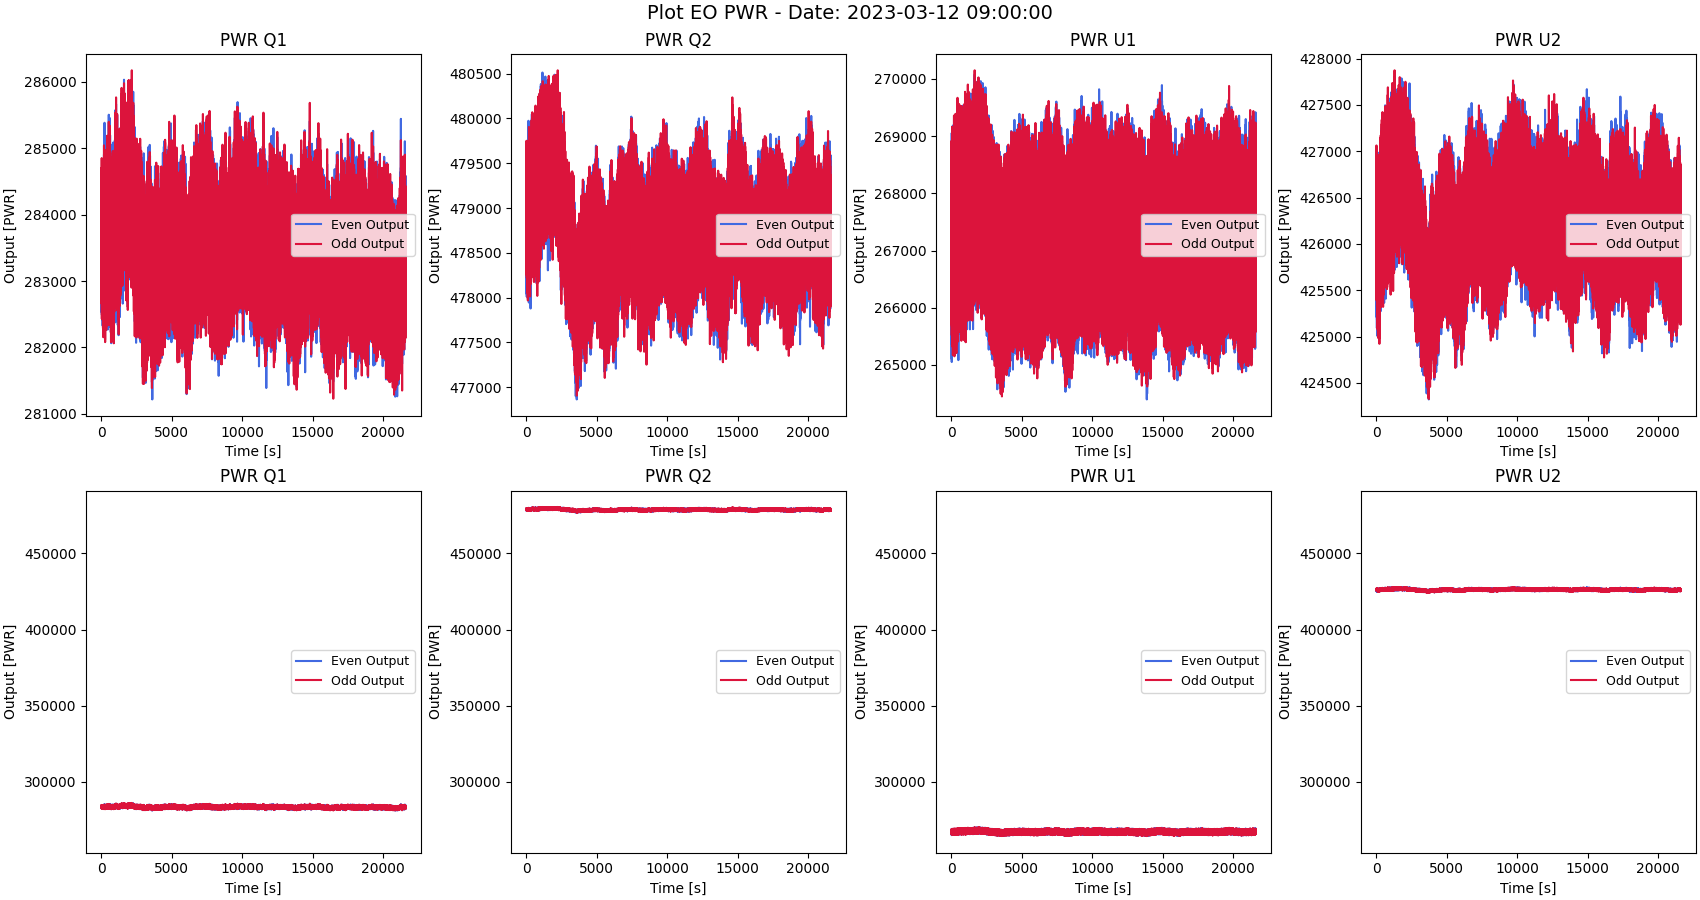 Plot EO PWR - Date: 2023-03-12 09:00:00
PWR Q1
286000
285000
284000
283000
282000
281000
Output [PWR]
0 5000 10000 15000 20000
Time [s]
Even Output
Odd Output
PWR Q2
480500
480000
479500
479000
478500
478000
477500
477000
Output [PWR]
0 5000 10000 15000 20000
Time [s]
Even Output
Odd Output
PWR U1
270000
269000
268000
267000
266000
265000
Output [PWR]
0 5000 10000 15000 20000
Time [s]
Even Output
Odd Output
PWR U2
428000
427500
427000
426500
426000
425500
425000
424500
Output [PWR]
0 5000 10000 15000 20000
Time [s]
Even Output
Odd Output
PWR Q1
450000
400000
350000
300000
Output [PWR]
0 5000 10000 15000 20000
Time [s]
Even Output
Odd Output
PWR Q2
450000
400000
350000
300000
Output [PWR]
0 5000 10000 15000 20000
Time [s]
Even Output
Odd Output
PWR U1
450000
400000
350000
300000
Output [PWR]
0 5000 10000 15000 20000
Time [s]
Even Output
Odd Output
PWR U2
450000
400000
350000
300000
Output [PWR]
0 5000 10000 15000 20000
Time [s]
Even Output
Odd Output